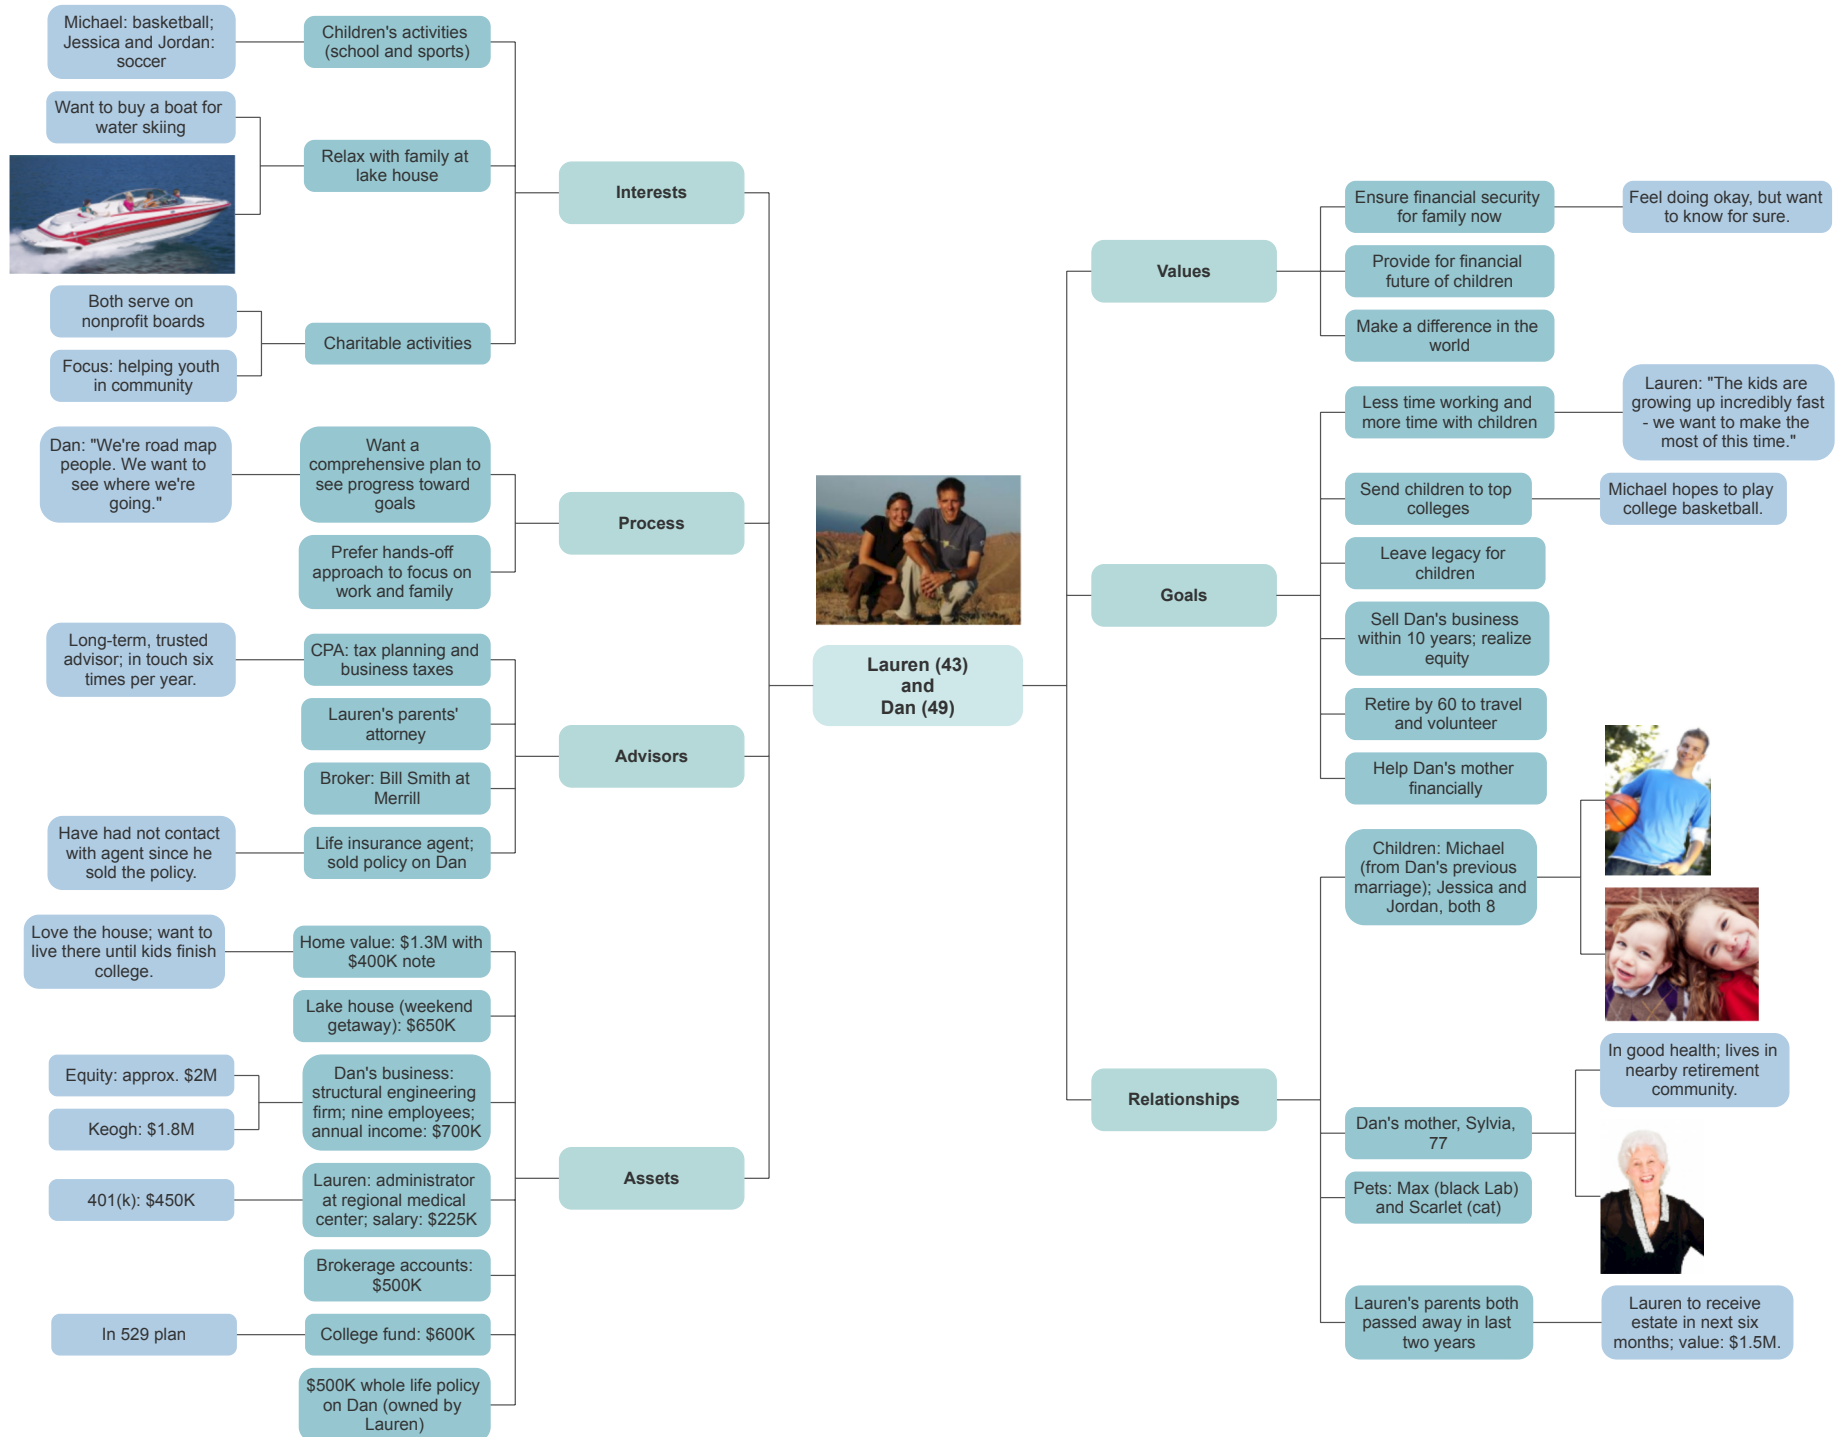 Michael: basketball;
Jessica and Jordan:
soccer
Children's activities
(school and sports)
Want to buy a boat for
water skiing
Relax with family at
lake house
Interests
Both serve on
nonprofit boards
Focus: helping youth
in community
Charitable activities
Dan: "We're road map
people. We want to
see where we're
going."
Want a
comprehensive plan to
see progress toward
goals
Prefer hands-off
approach to focus on
work and family
Process
Long-term, trusted
advisor; in touch six
times per year.
CPA: tax planning and
business taxes
Lauren's parents'
attorney
Broker: Bill Smith at
Merrill
Have had not contact
with agent since he
sold the policy.
Life insurance agent;
sold policy on Dan
Advisors
Love the house; want to
live there until kids finish
college.
Home value: $1.3M with
$400K note
Lake house (weekend
getaway): $650K
Equity: approx. $2M
Keogh: $1.8M
Dan's business:
structural engineering
firm; nine employees;
annual income: $700K
401(k): $450K
Lauren: administrator
at regional medical
center; salary: $225K
Brokerage accounts:
$500K
In 529 plan
College fund: $600K
$500K whole life policy
on Dan (owned by
Lauren)
Assets
Lauren (43)
and
Dan (49)
Values
Ensure financial security
for family now
Feel doing okay, but want
to know for sure.
Provide for financial
future of children
Make a difference in the
world
Goals
Less time working and
more time with children
Lauren: "The kids are
growing up incredibly fast
- we want to make the
most of this time."
Send children to top
colleges
Michael hopes to play
college basketball.
Leave legacy for
children
Sell Dan's business
within 10 years; realize
equity
Retire by 60 to travel
and volunteer
Help Dan's mother
financially
Relationships
Children: Michael
(from Dan's previous
marriage); Jessica and
Jordan, both 8
Dan's mother, Sylvia,
77
In good health; lives in
nearby retirement
community.
Pets: Max (black Lab)
and Scarlet (cat)
Lauren's parents both
passed away in last
two years
Lauren to receive
estate in next six
months; value: $1.5M.